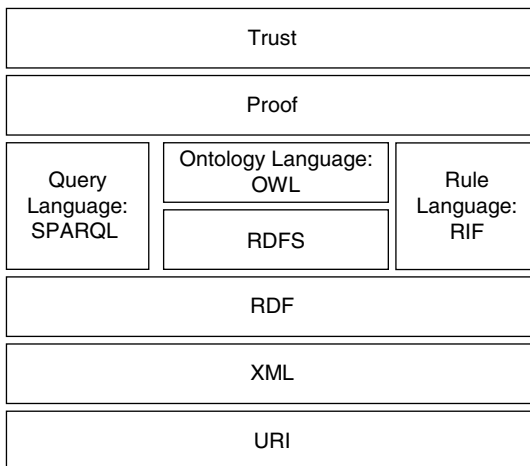 Trust
Proof
Query
Language:
SPARQL
Ontology Language:
OWL
RDFS
Rule
Language:
RIF
RDF
XML
URI